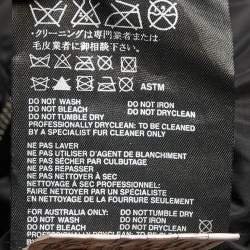 ・クリーニングは専門業者または
毛皮業者に御相談下さい。
ASTM
DO NOT WASH DO NOT IRON
DO NOT BLEACH DO NOT DRYCLEAN
DO NOT TUMBLE DRY
PROFESSIONALLY DRYCLEAN: TO BE CLEANED
BY A SPECIALIST FUR CLEANER ONLY
NE PAS LAVER
NE PAS UTILISER D'AGENT DE BLANCHIMENT
NE PAS SÉCHER PAR CULBUTAGE
NE PAS REPASSER
NE PAS NETTOYER À SEC
NETTOYAGE À SEC PROFESSIONNEL:
FAIRE NETTOYER PAR UN SPÉCIALISTE
EN NETTOYAGE DE LA FOURRURE SEULEMENT
FOR AUSTRALIA ONLY: DO NOT IRON
DO NOT WASH DO NOT DRYCLEAN
DO NOT BLEACH